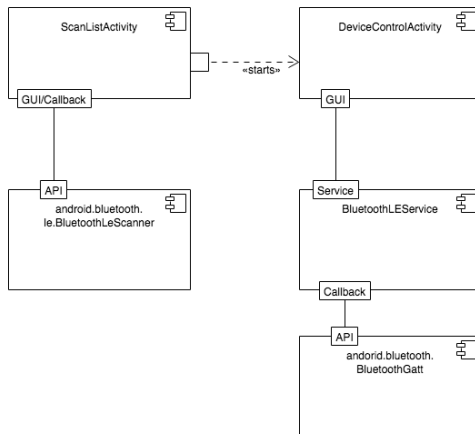 ScanListActivity
DeviceControlActivity
«starts»
GUI/Callback
GUI
API
android.bluetooth.
le.BluetoothLeScanner
Service
BluetoothLEService
Callback
API
andorid.bluetooth.
BluetoothGatt